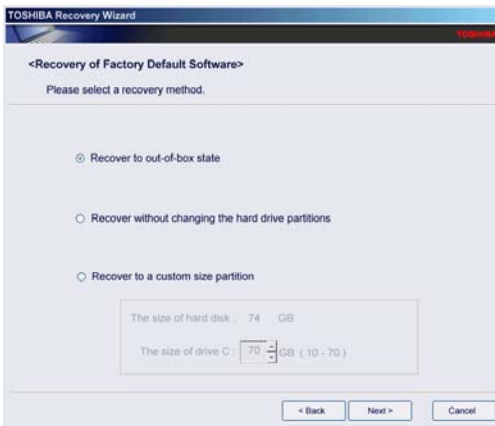 TOSHIBA Recovery Wizard
TOSHIBA
<Recovery of Factory Default Software>
Please select a recovery method.
Recover to out-of-box state
Recover without changing the hard drive partitions
Recover to a custom size partition
The size of hard disk : 74 GB
The size of drive C : 70 GB ( 10 - 70 )
< Back Next > Cancel